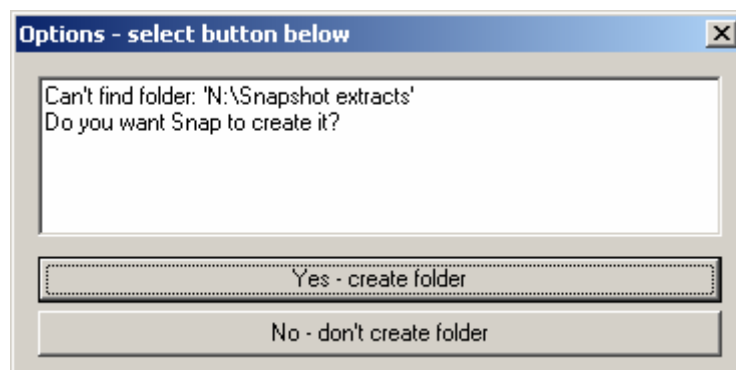 Options - select button below
Can't find folder: 'N:\Snapshot extracts'
Do you want Snap to create it?
Yes - create folder
No - don't create folder